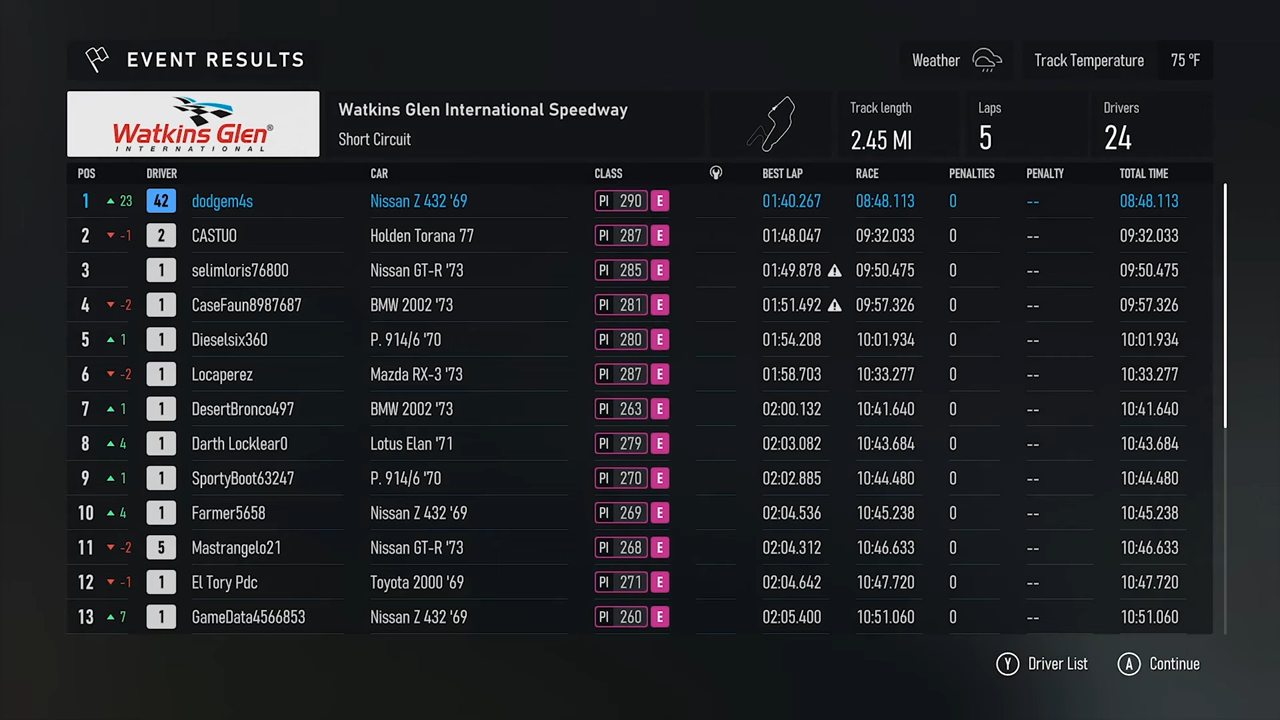 EVENT RESULTS Weather Track Temperature 75 ºF
Watkins Glen® INTERNATIONAL
Watkins Glen International Speedway
Short Circuit
Track length 2.45 MI
Laps 5
Drivers 24
POS DRIVER CAR CLASS BEST LAP RACE PENALTIES PENALTY TOTAL TIME
1 23 42 dodgem4s Nissan Z 432 '69 PI 290 E 01:40.267 08:48.113 0 -- 08:48.113
2 -1 2 CASTUO Holden Torana 77 PI 287 E 01:48.047 09:32.033 0 -- 09:32.033
3 1 selimloris76800 Nissan GT-R '73 PI 285 E 01:49.878 09:50.475 0 -- 09:50.475
4 -2 1 CaseFaun8987687 BMW 2002 '73 PI 281 E 01:51.492 09:57.326 0 -- 09:57.326
5 1 1 Dieselsix360 P. 914/6 '70 PI 280 E 01:54.208 10:01.934 0 -- 10:01.934
6 -2 1 Locaperez Mazda RX-3 '73 PI 287 E 01:58.703 10:33.277 0 -- 10:33.277
7 1 1 DesertBronco497 BMW 2002 '73 PI 263 E 02:00.132 10:41.640 0 -- 10:41.640
8 4 1 Darth Locklear0 Lotus Elan '71 PI 279 E 02:03.082 10:43.684 0 -- 10:43.684
9 1 1 SportyBoot63247 P. 914/6 '70 PI 270 E 02:02.885 10:44.480 0 -- 10:44.480
10 4 1 Farmer5658 Nissan Z 432 '69 PI 269 E 02:04.536 10:45.238 0 -- 10:45.238
11 -2 5 Mastrangelo21 Nissan GT-R '73 PI 268 E 02:04.312 10:46.633 0 -- 10:46.633
12 -1 1 El Tory Pdc Toyota 2000 '69 PI 271 E 02:04.642 10:47.720 0 -- 10:47.720
13 7 1 GameData4566853 Nissan Z 432 '69 PI 260 E 02:05.400 10:51.060 0 -- 10:51.060
Y Driver List A Continue